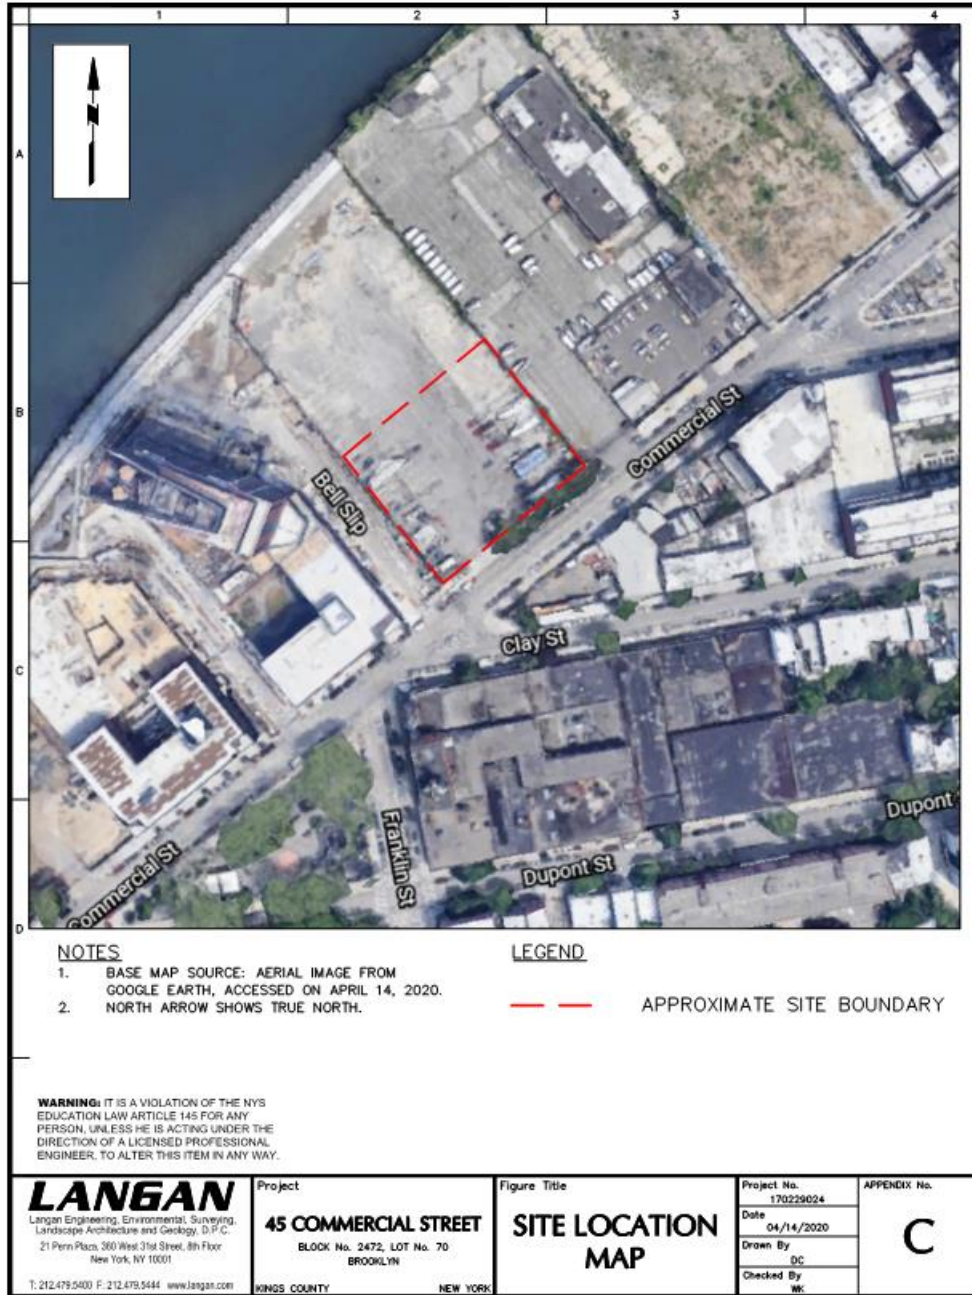 1 2 3 4
A
B
C
D
N
Commercial St
Bell Slip
Clay St
Franklin St
Dupont St
Dupont
Commercial St
NOTES
1. BASE MAP SOURCE: AERIAL IMAGE FROM
GOOGLE EARTH, ACCESSED ON APRIL 14, 2020.
2. NORTH ARROW SHOWS TRUE NORTH.
LEGEND
APPROXIMATE SITE BOUNDARY
WARNING: IT IS A VIOLATION OF THE NYS
EDUCATION LAW ARTICLE 145 FOR ANY
PERSON, UNLESS HE IS ACTING UNDER THE
DIRECTION OF A LICENSED PROFESSIONAL
ENGINEER, TO ALTER THIS ITEM IN ANY WAY.
LANGAN
Langan Engineering, Environmental, Surveying,
Landscape Architecture and Geology, D.P.C.
21 Penn Plaza, 360 West 31st Street, 8th Floor
New York, NY 10001
T: 212.479.5400 F: 212.479.5444 www.langan.com
Project
45 COMMERCIAL STREET
BLOCK No. 2472, LOT No. 70
BROOKLYN
KINGS COUNTY NEW YORK
Figure Title
SITE LOCATION
MAP
Project No.
170229024
Date
04/14/2020
Drawn By
DC
Checked By
WK
APPENDIX No.
C